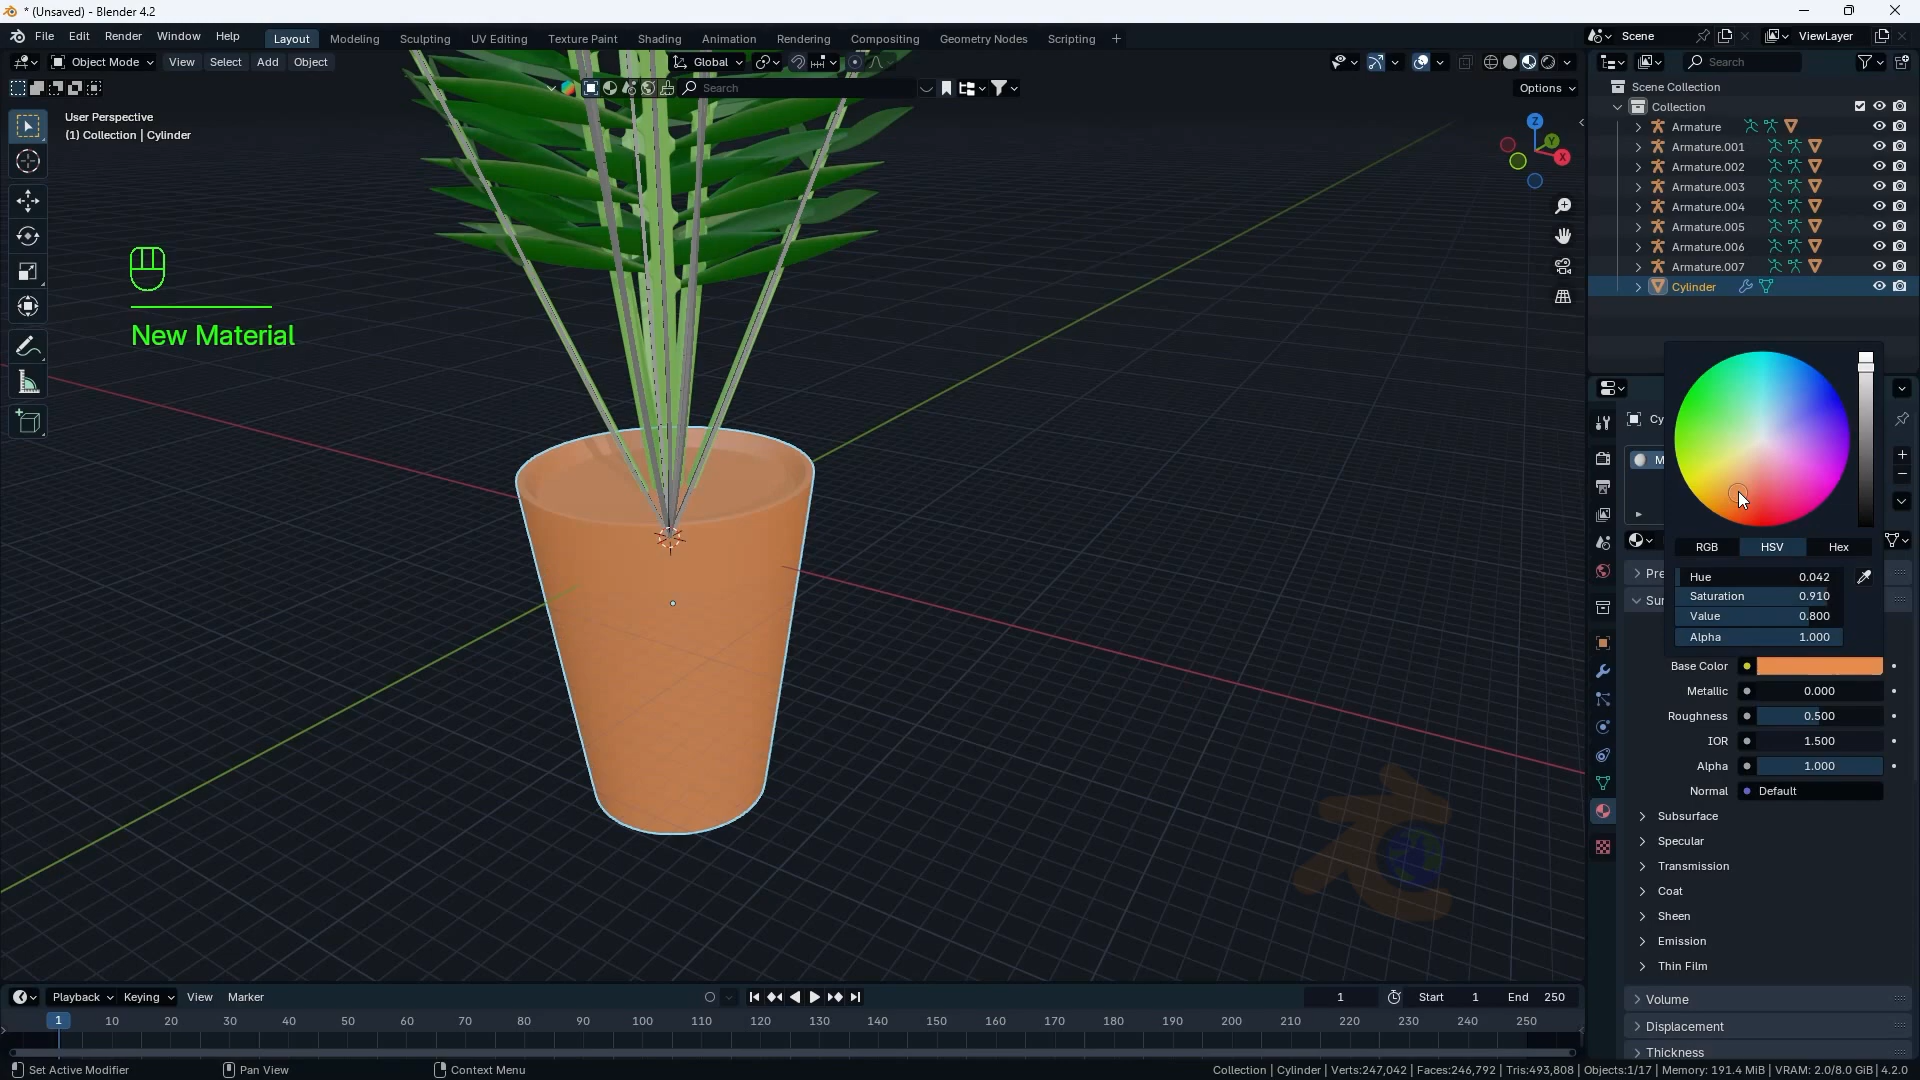 * (Unsaved) - Blender 4.2
File Edit Render Window Help Layout Modeling Sculpting UV Editing Texture Paint Shading Animation Rendering Compositing Geometry Nodes Scripting + Scene ViewLayer
Object Mode View Select Add Object Global Search
Search Options
User Perspective
(1) Collection | Cylinder
New Material
Scene Collection
Collection
Armature
Armature.001
Armature.002
Armature.003
Armature.004
Armature.005
Armature.006
Armature.007
Cylinder
Z
Y
X
Cy
M
RGB HSV Hex
Pre
Hue 0.042
Saturation 0.910
Sur
Value 0.800
Alpha 1.000
Base Color
Metallic 0.000
Roughness 0.500
IOR 1.500
Alpha 1.000
Normal Default
Subsurface
Specular
Transmission
Coat
Sheen
Emission
Thin Film
Volume
Displacement
Thickness
Playback Keying View Marker 1 Start 1 End 250
1 10 20 30 40 50 60 70 80 90 100 110 120 130 140 150 160 170 180 190 200 210 220 230 240 250
Set Active Modifier Pan View Context Menu Collection | Cylinder | Verts:247,042 | Faces:246,792 | Tris:493,808 | Objects:1/17 | Memory: 191.4 MiB | VRAM: 2.0/8.0 GiB | 4.2.0